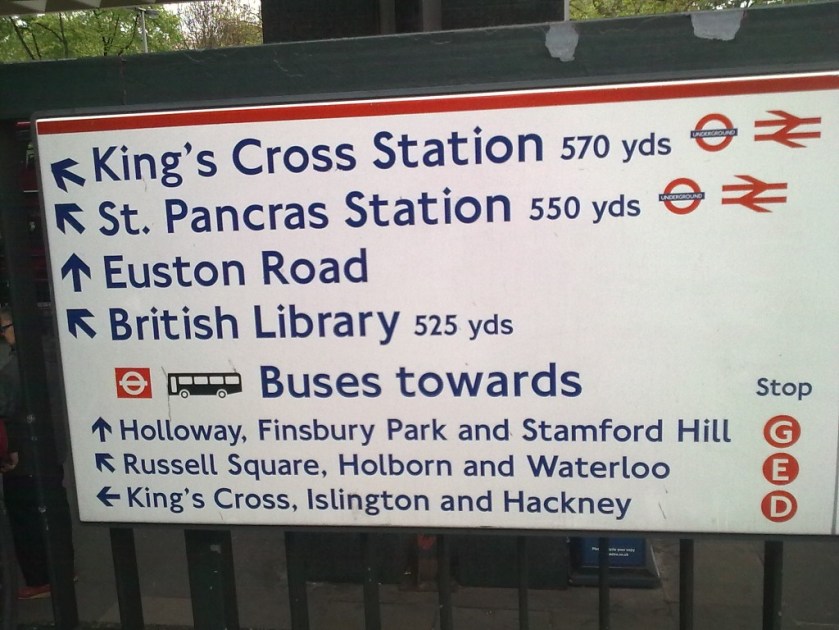 King's Cross Station 570 yds UNDERGROUND
St. Pancras Station 550 yds UNDERGROUND
Euston Road
British Library 525 yds
Buses towards Stop
Holloway, Finsbury Park and Stamford Hill G
Russell Square, Holborn and Waterloo E
King's Cross, Islington and Hackney D